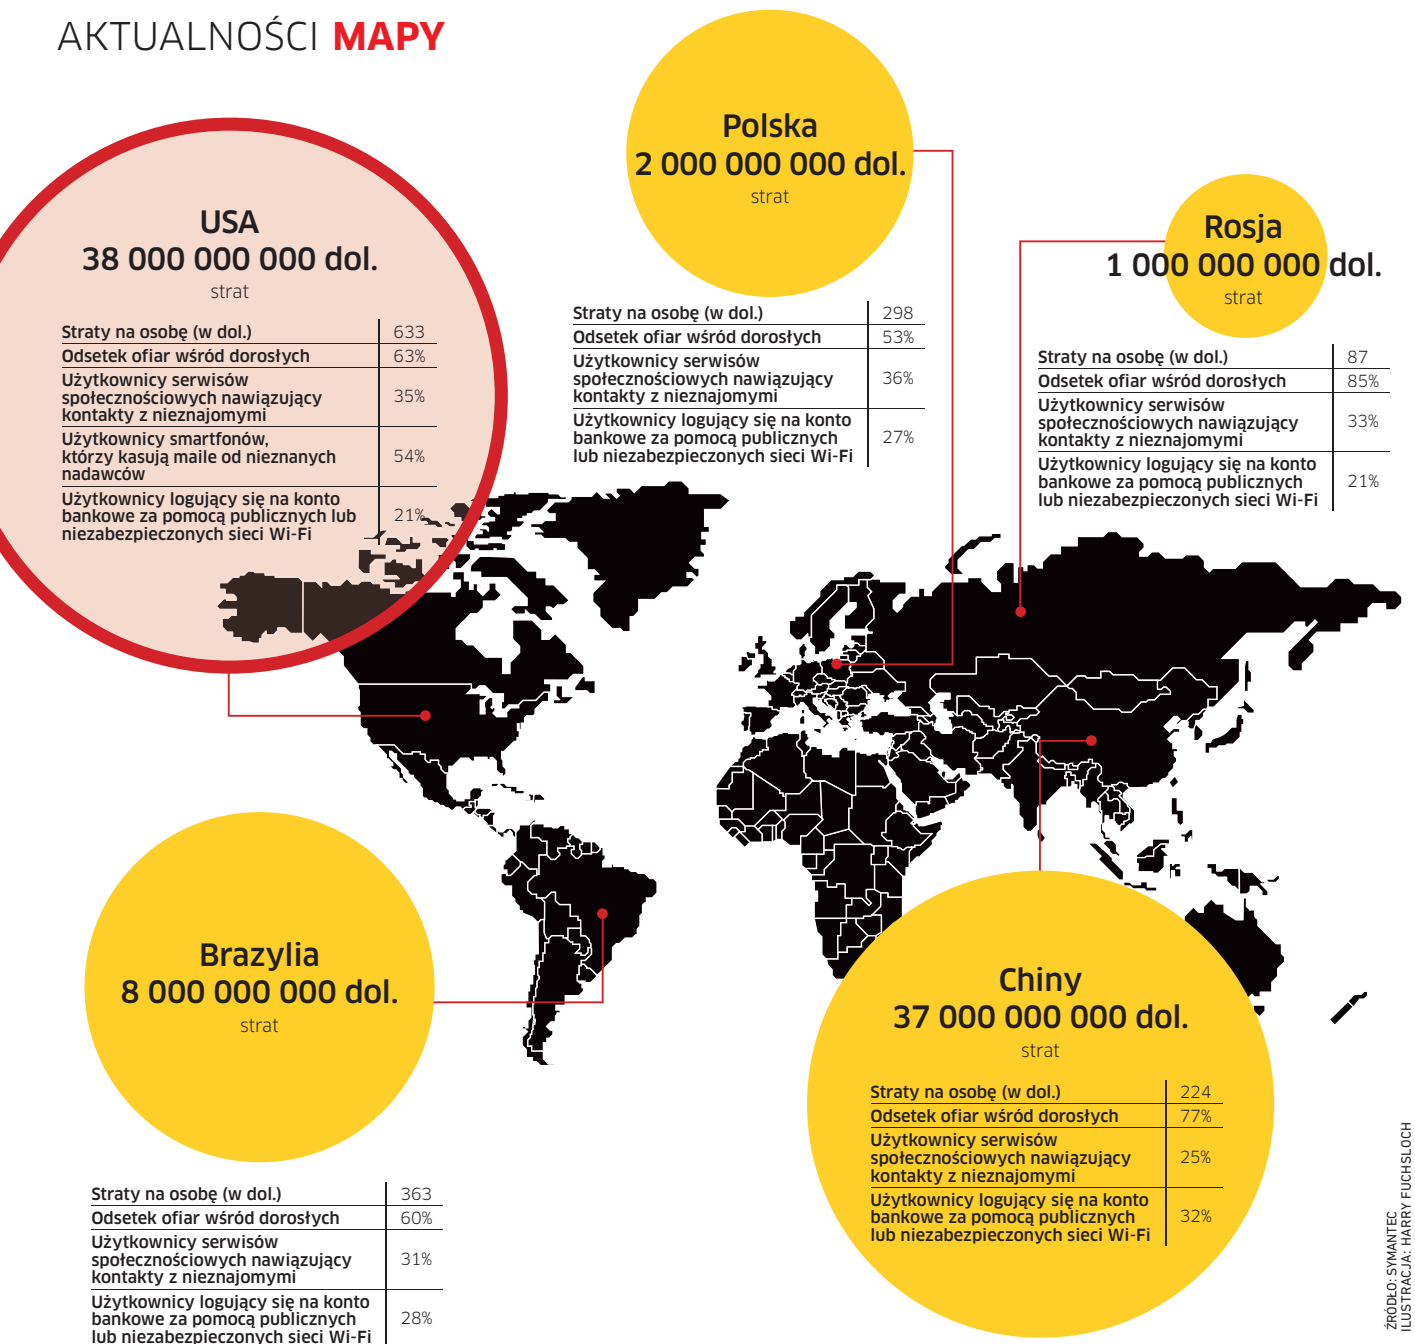 AKTUALNOŚCI MAPY
USA
38 000 000 000 dol.
strat
Straty na osobę (w dol.) 633
Odsetek ofiar wśród dorosłych 63%
Użytkownicy serwisów
społecznościowych nawiązujący 35%
kontakty z nieznajomymi
Użytkownicy smartfonów,
którzy kasują maile od nieznanych 54%
nadawców
Użytkownicy logujący się na konto
bankowe za pomocą publicznych lub 21%
niezabezpieczonych sieci Wi-Fi
Polska
2 000 000 000 dol.
strat
Straty na osobę (w dol.) 298
Odsetek ofiar wśród dorosłych 53%
Użytkownicy serwisów
społecznościowych nawiązujący 36%
kontakty z nieznajomymi
Użytkownicy logujący się na konto
bankowe za pomocą publicznych 27%
lub niezabezpieczonych sieci Wi-Fi
Rosja
1 000 000 000 dol.
strat
Straty na osobę (w dol.) 87
Odsetek ofiar wśród dorosłych 85%
Użytkownicy serwisów
społecznościowych nawiązujący 33%
kontakty z nieznajomymi
Użytkownicy logujący się na konto
bankowe za pomocą publicznych 21%
lub niezabezpieczonych sieci Wi-Fi
Brazylia
8 000 000 000 dol.
strat
Straty na osobę (w dol.) 363
Odsetek ofiar wśród dorosłych 60%
Użytkownicy serwisów
społecznościowych nawiązujący 31%
kontakty z nieznajomymi
Użytkownicy logujący się na konto
bankowe za pomocą publicznych 28%
lub niezabezpieczonych sieci Wi-Fi
Chiny
37 000 000 000 dol.
strat
Straty na osobę (w dol.) 224
Odsetek ofiar wśród dorosłych 77%
Użytkownicy serwisów
społecznościowych nawiązujący 25%
kontakty z nieznajomymi
Użytkownicy logujący się na konto
bankowe za pomocą publicznych 32%
lub niezabezpieczonych sieci Wi-Fi
ŹRÓDŁO: SYMANTEC
ILUSTRACJA: HARRY FUCHSLOCH